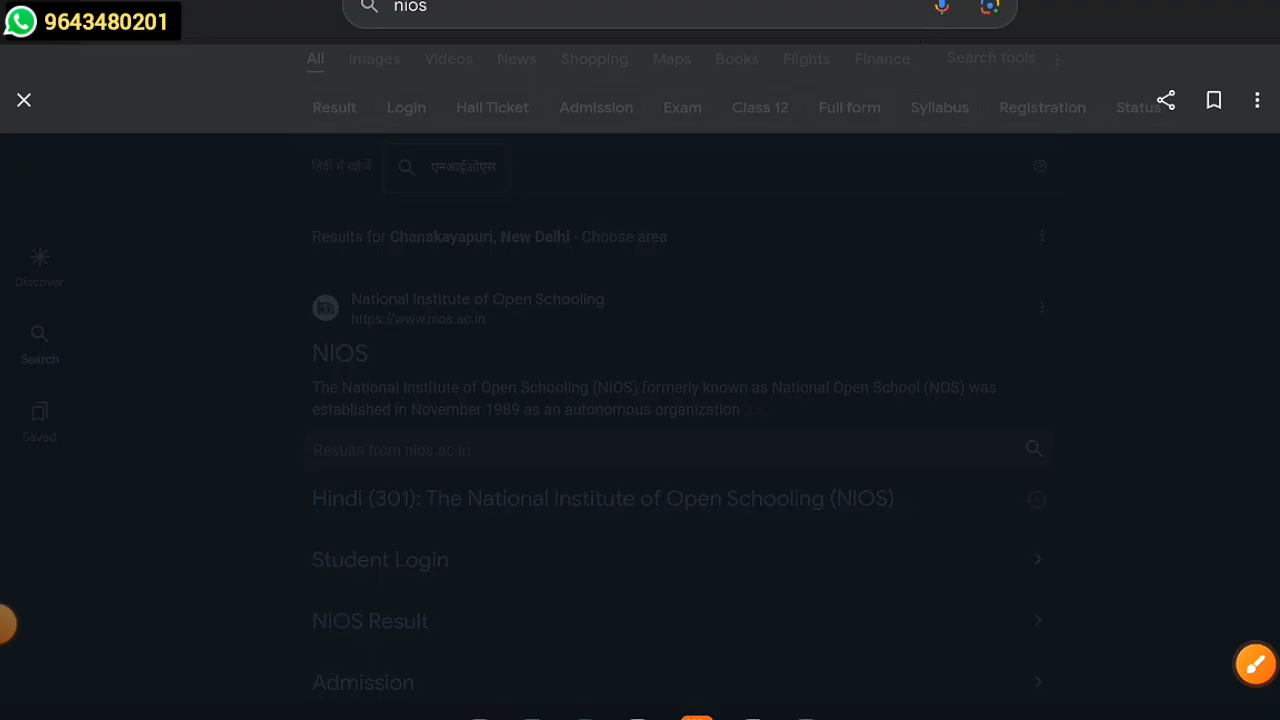 9643480201
nios
All Images Videos News Shopping Maps Books Flights Finance Search tools
Result Login Hall Ticket Admission Exam Class 12 Full form Syllabus Registration Status
हिंदी में खोजें एनआईओएस
Results for Chanakayapuri, New Delhi · Choose area
Discover
National Institute of Open Schooling
https://www.nios.ac.in
Search
NIOS
The National Institute of Open Schooling (NIOS) formerly known as National Open School (NOS) was
established in November 1989 as an autonomous organization ....
Saved
Results from nios.ac.in
Hindi (301): The National Institute of Open Schooling (NIOS)
Student Login
NIOS Result
Admission